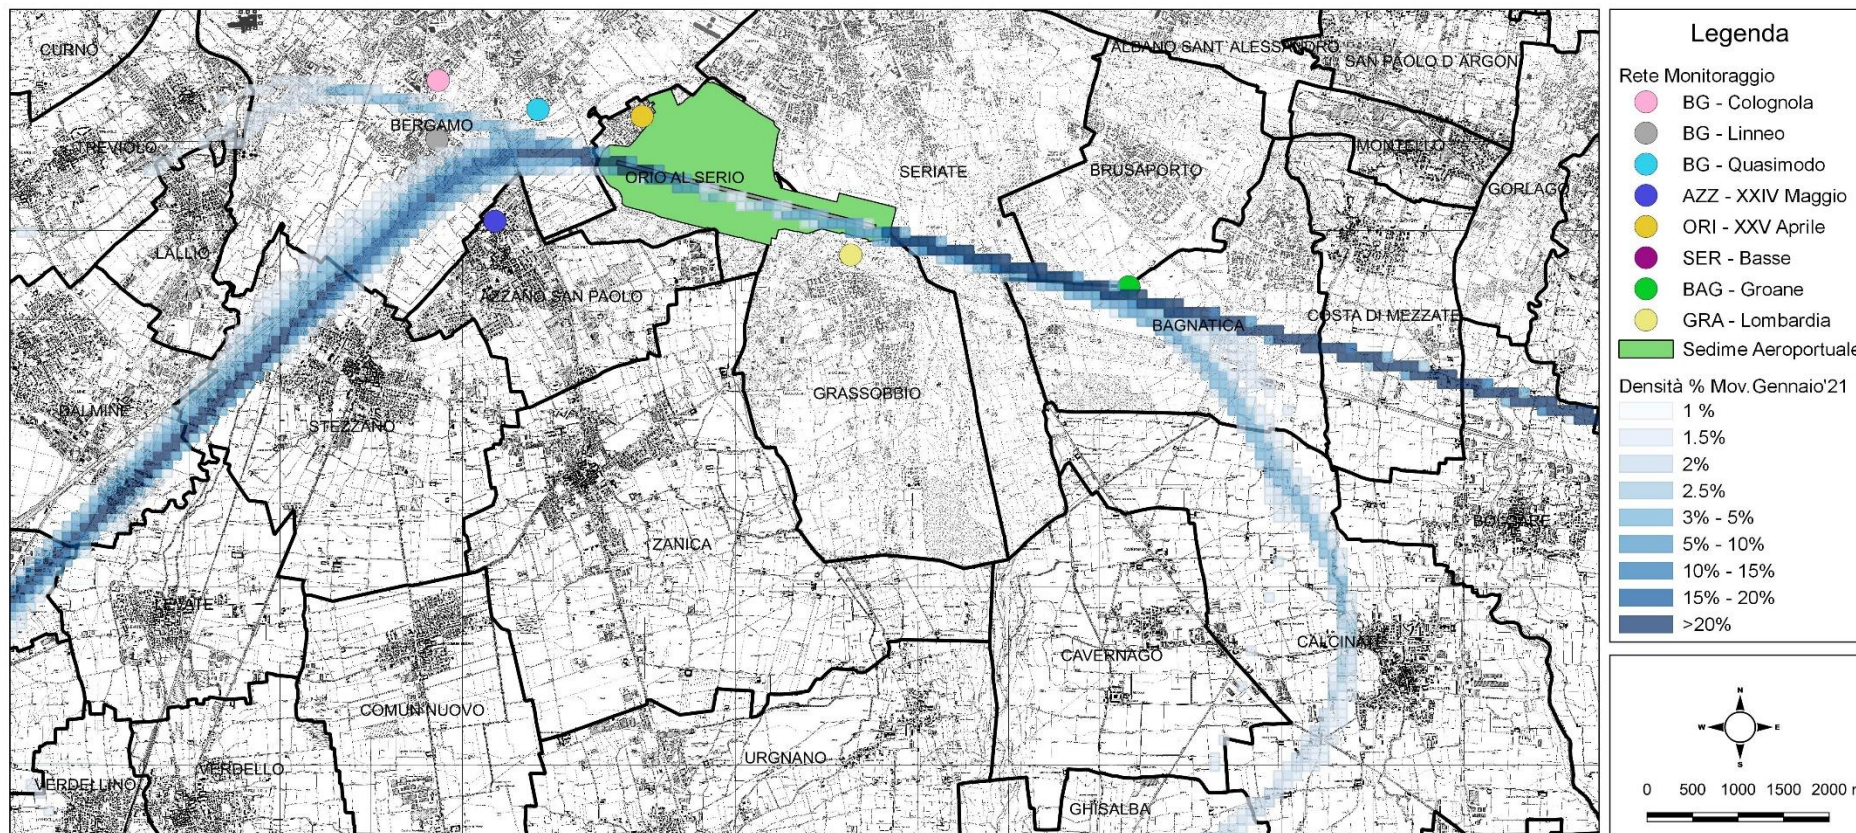 CURNO
ALBANO SANT`ALESSANDRO
SAN PAOLO D`ARGON
BERGAMO
TREVIOLO
MONTELLO
ORIO AL SERIO
SERIATE
BRUSAPORTO
GORLAGO
LALLIO
AZZANO SAN PAOLO
BAGNATICA
COSTA DI MEZZATE
GRASSOBBIO
DALMINE
STEZZANO
BOLGARE
ZANICA
LEVATE
CALCINATE
CAVERNAGO
COMUN NUOVO
URGNANO
VERDELLO
VERDELLINO
GHISALBA
Legenda
Rete Monitoraggio
BG - Colognola
BG - Linneo
BG - Quasimodo
AZZ - XXIV Maggio
ORI - XXV Aprile
SER - Basse
BAG - Groane
GRA - Lombardia
Sedime Aeroportuale
Densità % Mov.Gennaio'21
1 %
1.5%
2%
2.5%
3% - 5%
5% - 10%
10% - 15%
15% - 20%
>20%
N
W E
S
0 500 1000 1500 2000 m